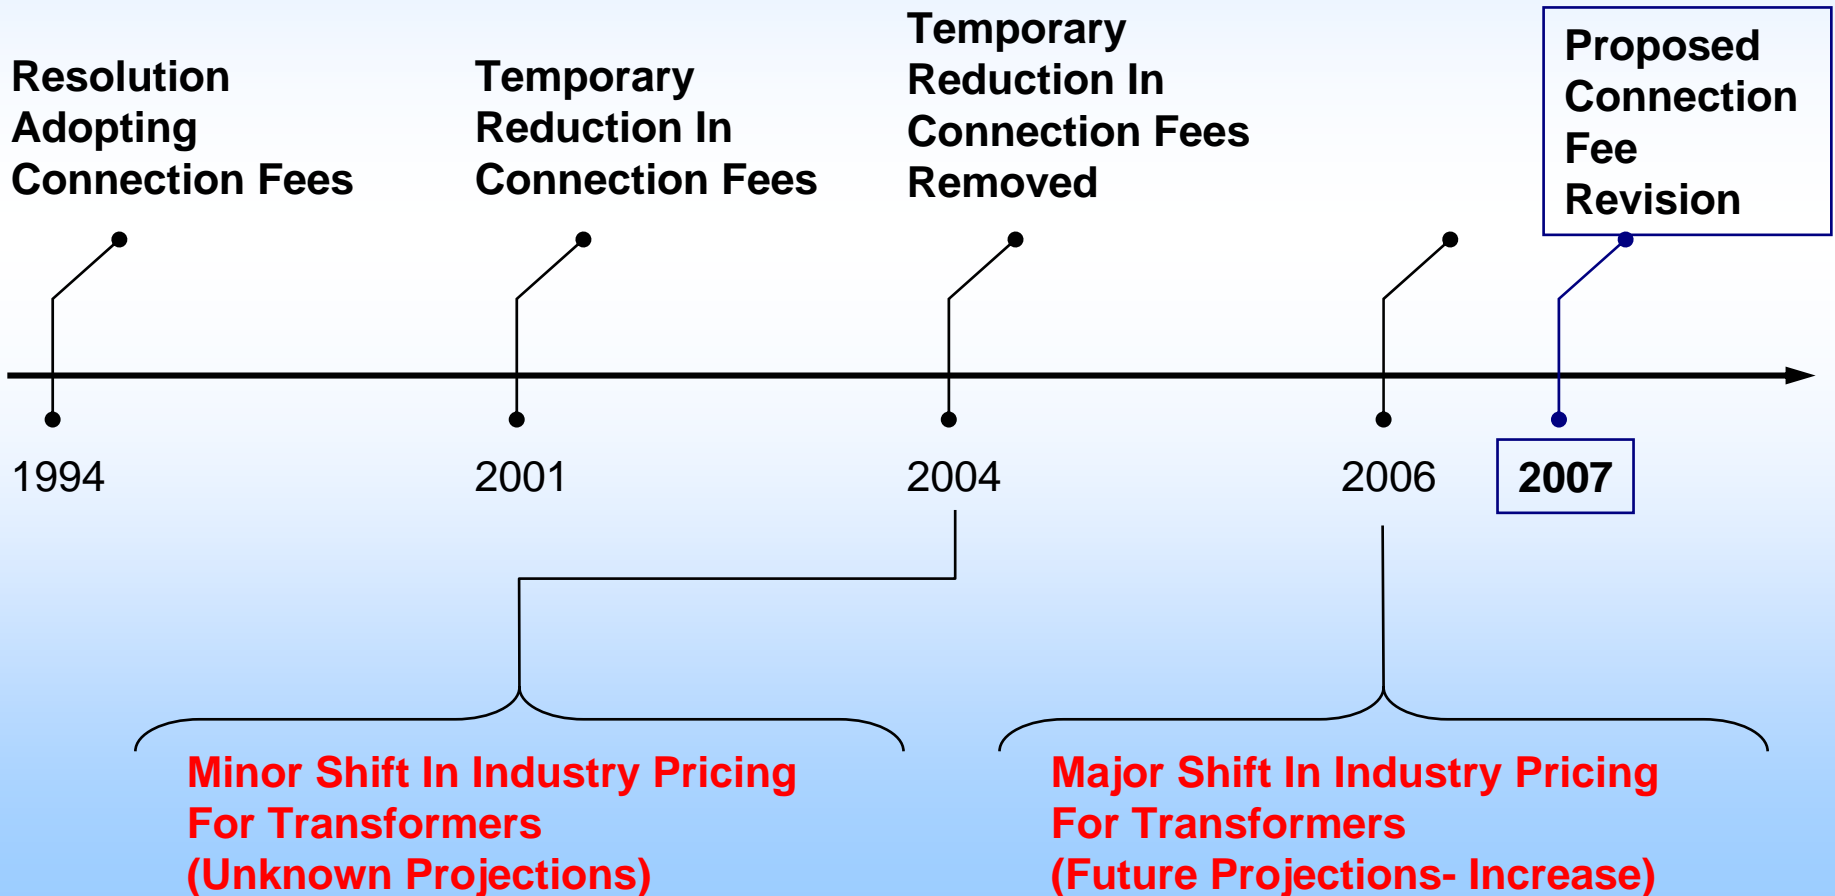 Resolution
Adopting
Connection Fees
Temporary
Reduction In
Connection Fees
Temporary
Reduction In
Connection Fees
Removed
Proposed
Connection
Fee
Revision
1994
2001
2004
2006
2007
Minor Shift In Industry Pricing
For Transformers
(Unknown Projections)
Major Shift In Industry Pricing
For Transformers
(Future Projections- Increase)